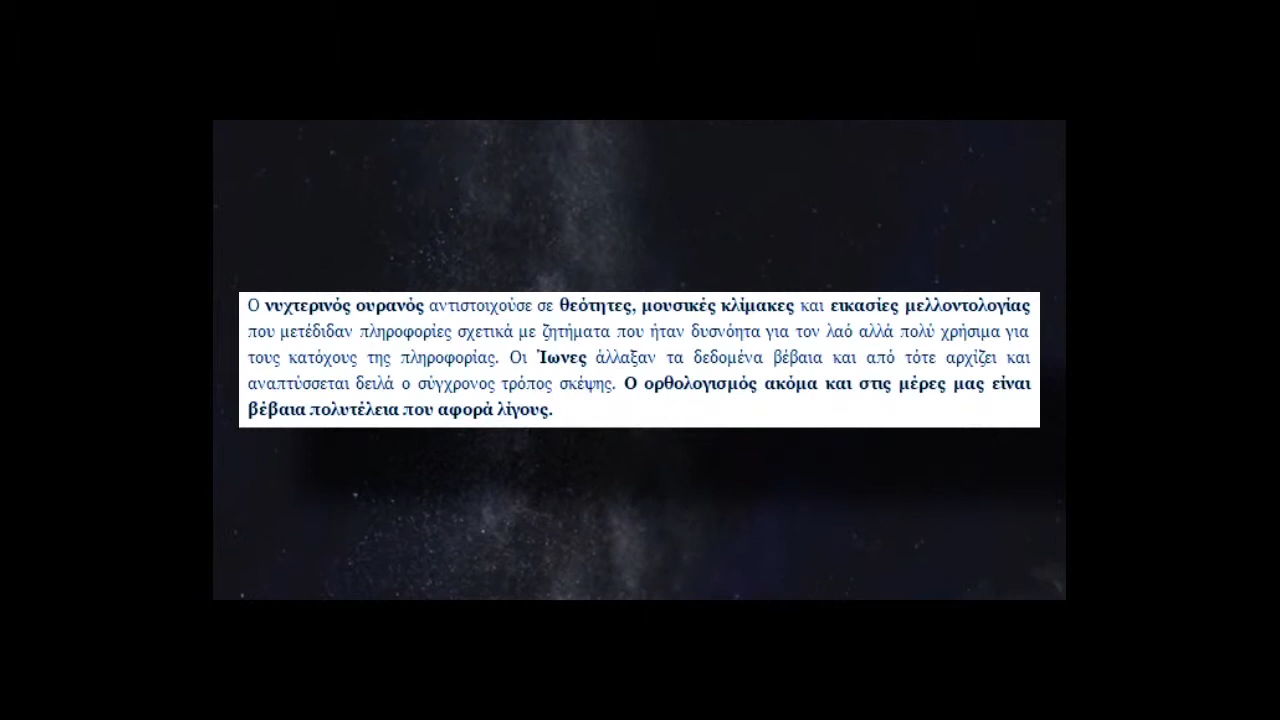 Ο νυχτερινός ουρανός αντιστοιχούσε σε θεότητες, μουσικές κλίμακες και εικασίες μελλοντολογίας
που μετέδιδαν πληροφορίες σχετικά με ζητήματα που ήταν δυσνόητα για τον λαό αλλά πολύ χρήσιμα για
τους κατόχους της πληροφορίας. Οι Ίωνες άλλαξαν τα δεδομένα βέβαια και από τότε αρχίζει και
αναπτύσσεται δειλά ο σύγχρονος τρόπος σκέψης. Ο ορθολογισμός ακόμα και στις μέρες μας είναι
βέβαια πολυτέλεια που αφορά λίγους.